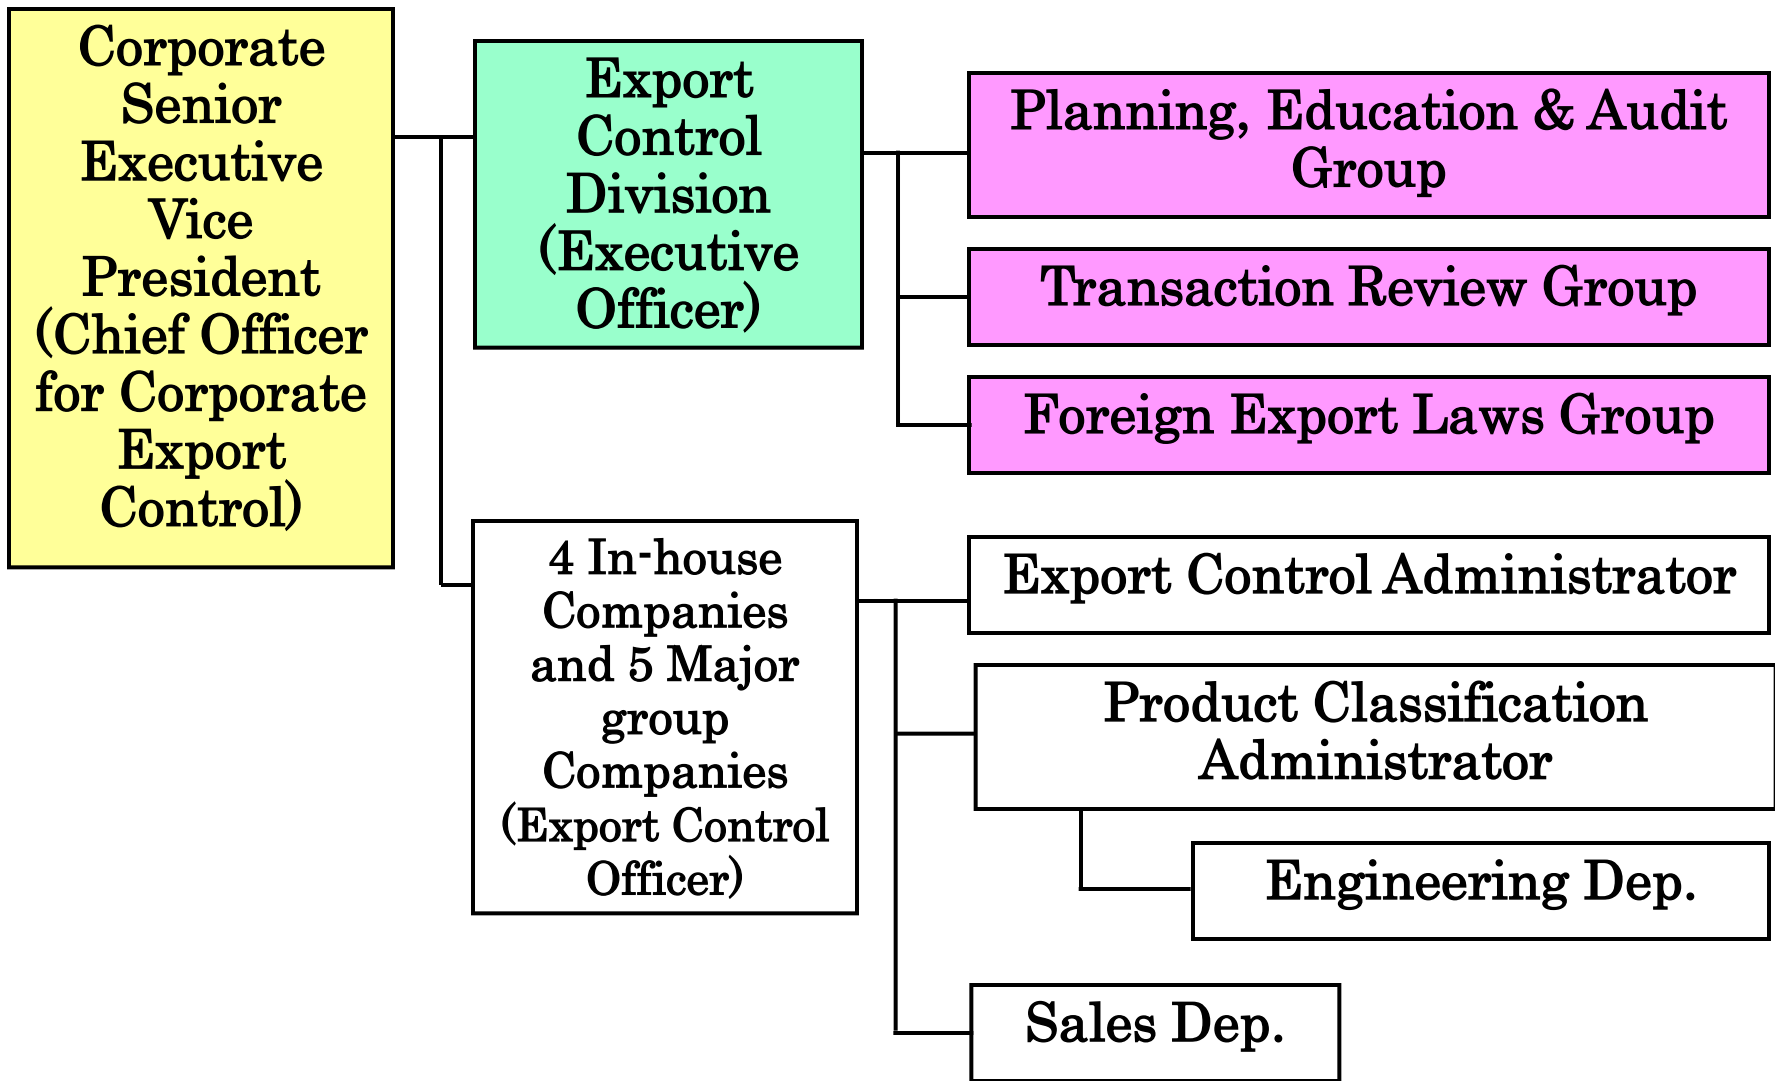 Corporate
Senior
Executive
Vice
President
(Chief Officer
for Corporate
Export
Control)
Export
Control
Division
(Executive
Officer)
Planning, Education & Audit
Group
Transaction Review Group
Foreign Export Laws Group
4 In-house
Companies
and 5 Major
group
Companies
(Export Control
Officer)
Export Control Administrator
Product Classification
Administrator
Engineering Dep.
Sales Dep.